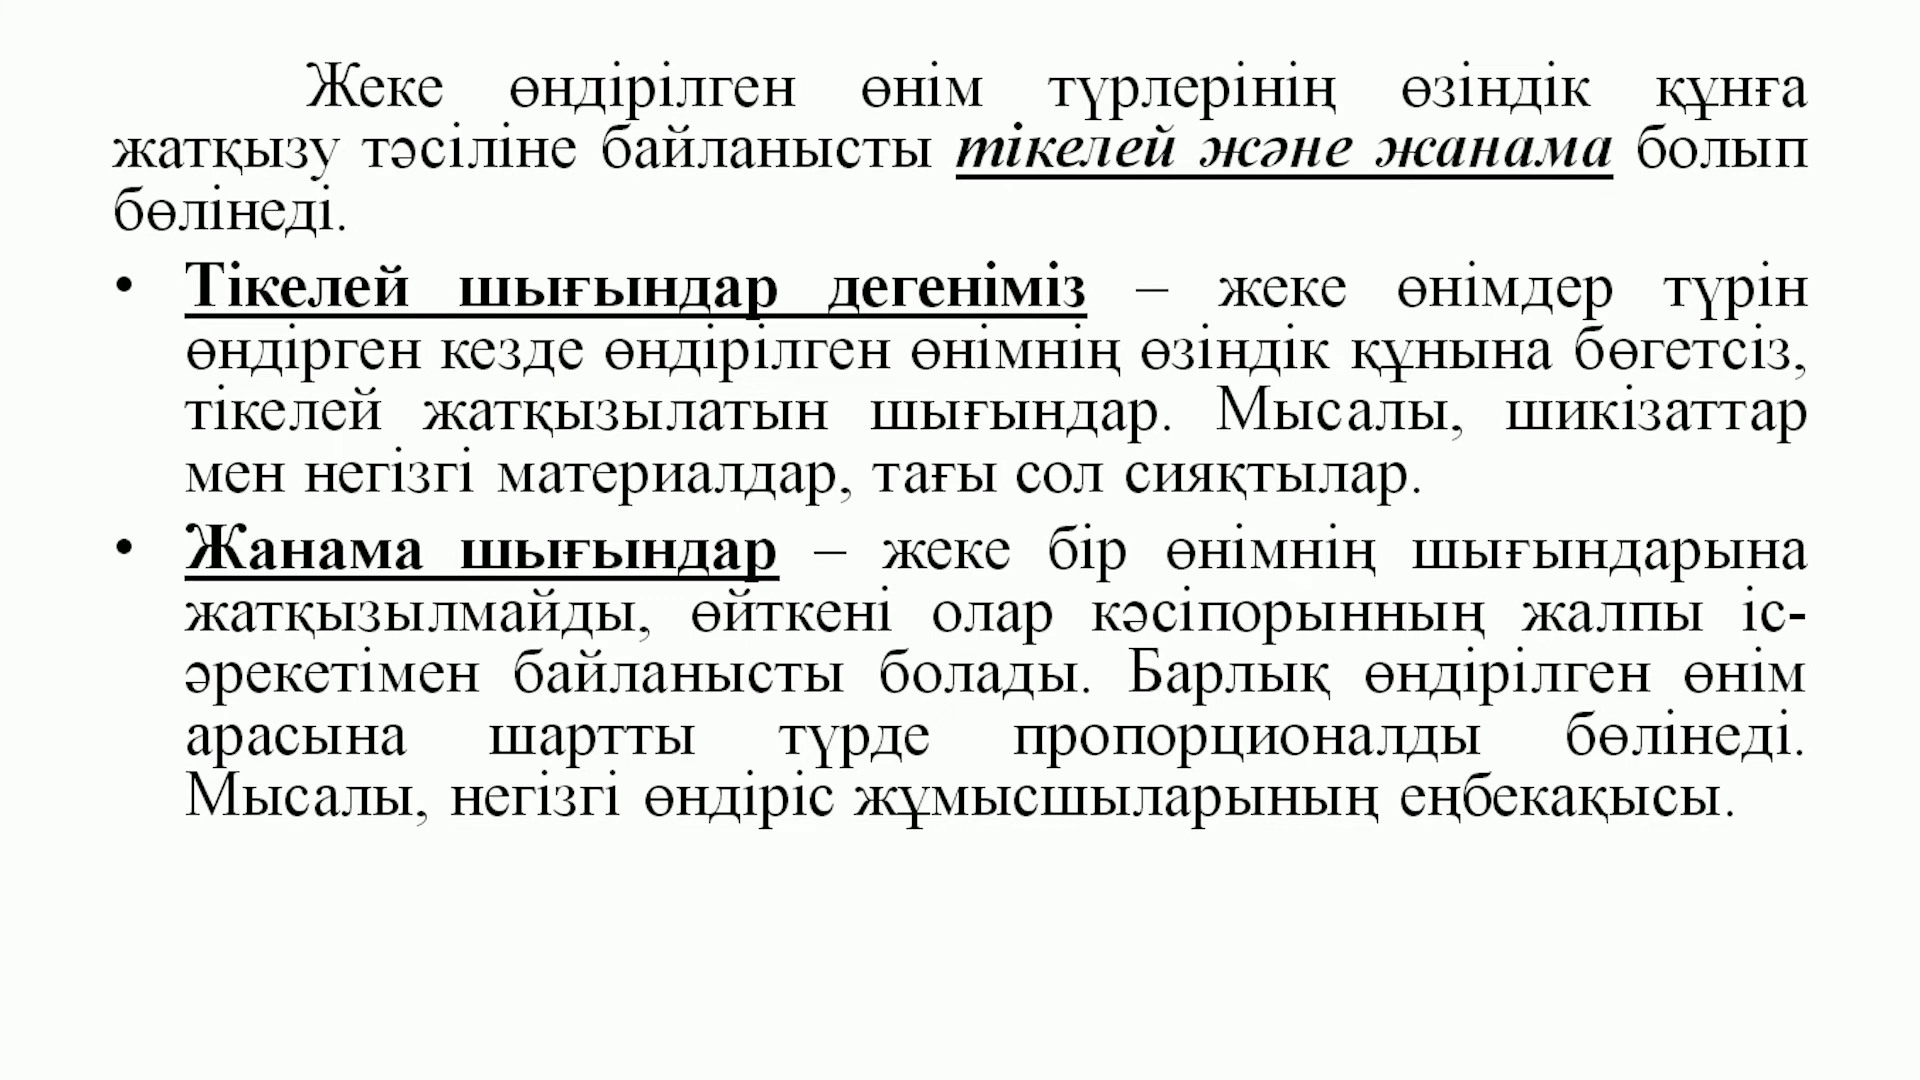 Жеке өндірілген өнім түрлерінің өзіндік құнға
жатқызу тәсіліне байланысты тікелей және жанама болып
бөлінеді.
• Тікелей шығындар дегеніміз – жеке өнімдер түрін
өндірген кезде өндірілген өнімнің өзіндік құнына бөгетсіз,
тікелей жатқызылатын шығындар. Мысалы, шикізаттар
мен негізгі материалдар, тағы сол сияқтылар.
• Жанама шығындар – жеке бір өнімнің шығындарына
жатқызылмайды, өйткені олар кәсіпорынның жалпы іс-
әрекетімен байланысты болады. Барлық өндірілген өнім
арасына шартты түрде пропорционалды бөлінеді.
Мысалы, негізгі өндіріс жұмысшыларының еңбекақысы.